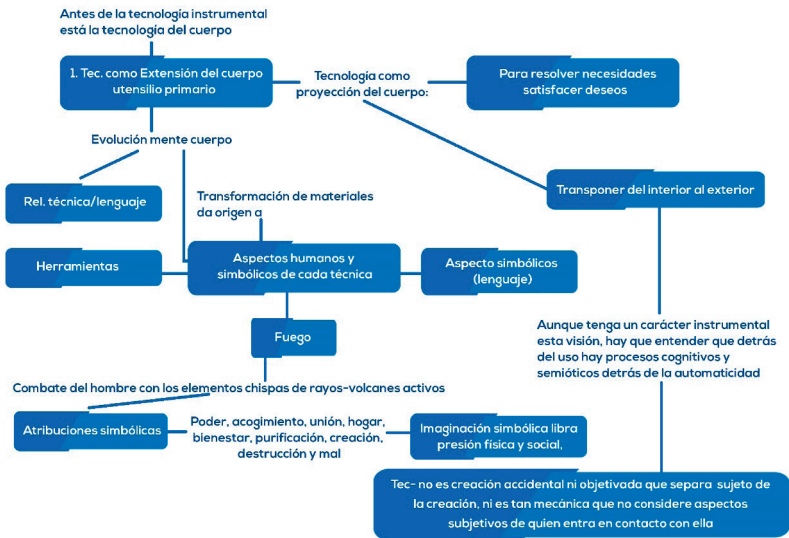 Antes de la tecnología instrumental
está la tecnología del cuerpo
1. Tec. como Extensión del cuerpo
utensilio primario
Tecnología como
proyección del cuerpo:
Para resolver necesidades
satisfacer deseos
Evolución mente cuerpo
Rel. técnica/lenguaje
Transformación de materiales
da origen a
Transponer del interior al exterior
Herramientas
Aspectos humanos y
simbólicos de cada técnica
Aspecto simbólicos
(lenguaje)
Fuego
Aunque tenga un carácter instrumental
esta visión, hay que entender que detrás
del uso hay procesos cognitivos y
semióticos detrás de la automaticidad
Combate del hombre con los elementos chispas de rayos-volcanes activos
Atribuciones simbólicas
Poder, acogimiento, unión, hogar,
bienestar, purificación, creación,
destrucción y mal
Imaginación simbólica libra
presión física y social,
Tec- no es creación accidental ni objetivada que separa sujeto de
la creación, ni es tan mecánica que no considere aspectos
subjetivos de quien entra en contacto con ella